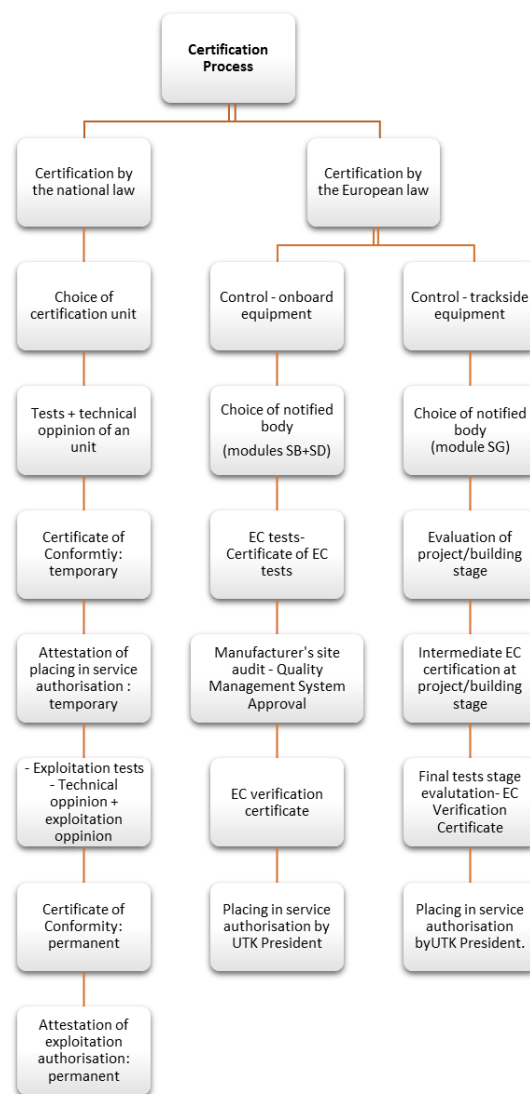 Certification
Process
Certification by
the national law
Certification by
the European law
Choice of
certification unit
Control - onboard
equipment
Control - trackside
equipment
Tests + technical
oppinion of an
unit
Choice of notified
body
(modules SB+SD)
Choice of notified
body
(module SG)
Certificate of
Conformtiy:
temporary
EC tests-
Certificate of EC
tests
Evaluation of
project/building
stage
Attestation of
placing in service
authorisation :
temporary
Manufacturer's site
audit - Quality
Management System
Approval
Intermediate EC
certification at
project/building
stage
- Exploitation tests
- Technical
oppinion +
exploitation
oppinion
EC verification
certificate
Final tests stage
evalutation- EC
Verification
Certificate
Certificate of
Conformity:
permanent
Placing in service
authorisation by
UTK President
Placing in service
authorisation
byUTK President.
Attestation of
exploitation
authorisation:
permanent